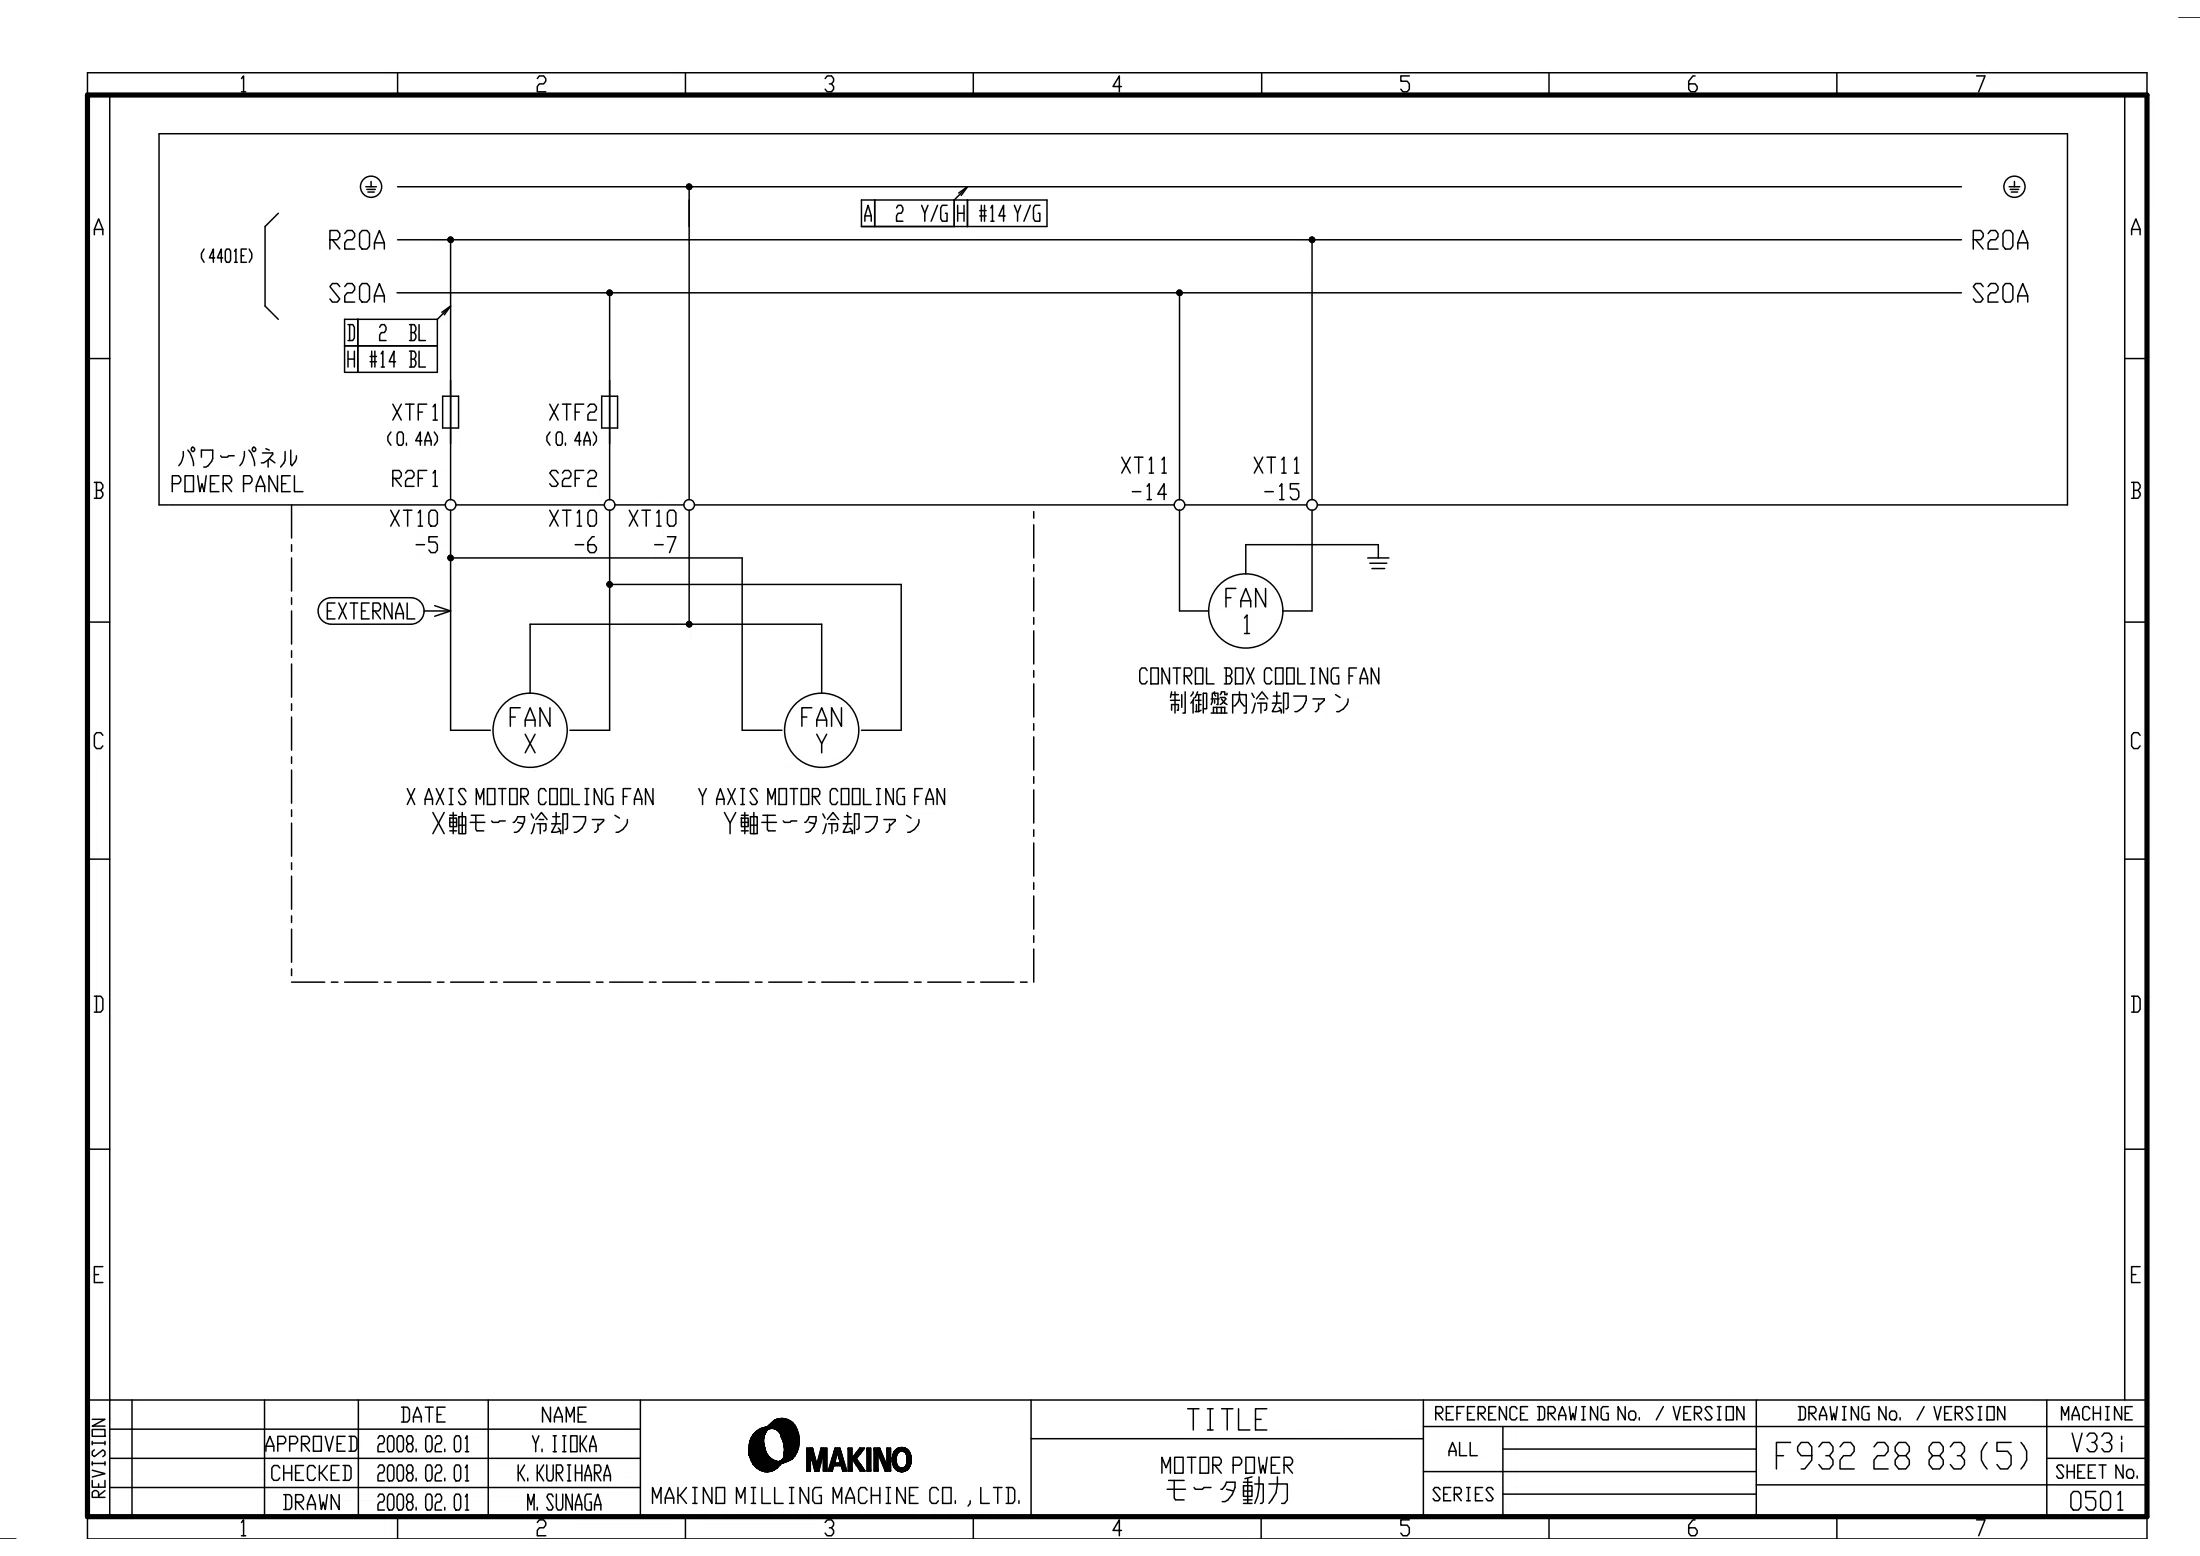 1 2 3 4 5 6 7
A A
R20A R20A
(4401E)
S20A S20A
A 2 Y/G H #14 Y/G
D 2 BL
H #14 BL
XTF1 XTF2
(0.4A) (0.4A)
パワーパネル
POWER PANEL
R2F1 S2F2
XT11 XT11
-14 -15
B B
XT10 XT10 XT10
-5 -6 -7
EXTERNAL
FAN
1
CONTROL BOX COOLING FAN
制御盤内冷却ファン
FAN FAN
X Y
C C
X AXIS MOTOR COOLING FAN Y AXIS MOTOR COOLING FAN
X軸モータ冷却ファン Y軸モータ冷却ファン
D D
E E
REVISION
DATE NAME
APPROVED 2008.02.01 Y. IIOKA
CHECKED 2008.02.01 K. KURIHARA
DRAWN 2008.02.01 M. SUNAGA
MAKINO
MAKINO MILLING MACHINE CO., LTD.
TITLE
MOTOR POWER
モータ動力
REFERENCE DRAWING No. / VERSION
ALL
SERIES
DRAWING No. / VERSION
F932 28 83(5)
MACHINE
V33i
SHEET No.
0501
1 2 3 4 5 6 7